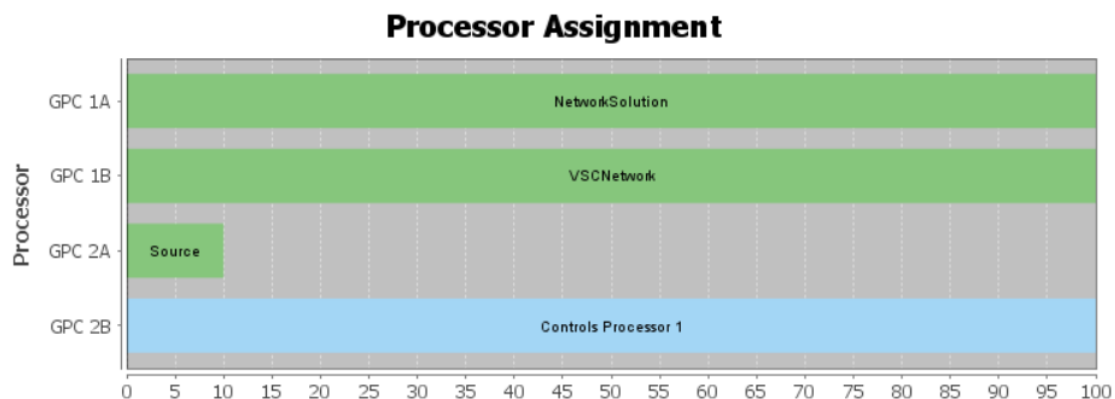 Processor Assignment
Processor
GPC 1A
NetworkSolution
GPC 1B
VSCNetwork
GPC 2A
Source
GPC 2B
Controls Processor 1
0 5 10 15 20 25 30 35 40 45 50 55 60 65 70 75 80 85 90 95 100